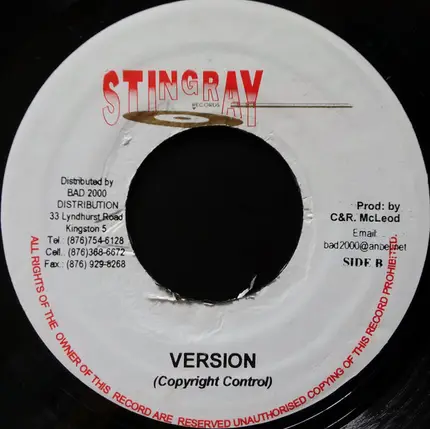 STINGRAY
RECORDS
Distributed by
BAD 2000
DISTRIBUTION
33 Lyndhurst Road
Kingston 5
Tel: (876)754-6128
Cell.: (876)368-6672
Fax.: (876) 929-8268
Prod: by
C&R. McLeod
Email:
bad2000@anbel.net
SIDE B
VERSION
(Copyright Control)
ALL RIGHTS OF THE OWNER OF THIS RECORD ARE RESERVED UNAUTHORISED COPYING OF THIS RECORD PROHIBITED.